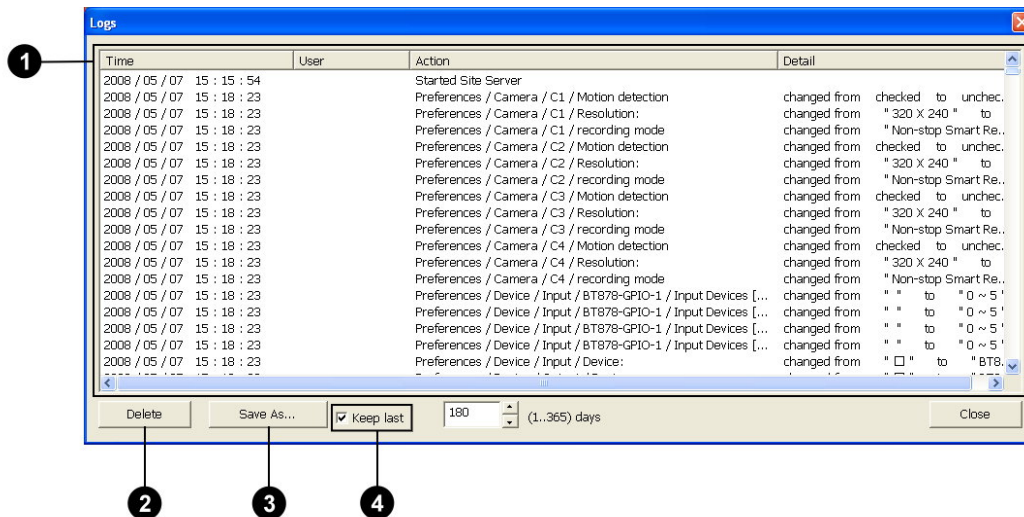 Logs
1
Time User Action Detail
2008 / 05 / 07 15 : 15 : 54 Started Site Server
2008 / 05 / 07 15 : 18 : 23 Preferences / Camera / C1 / Motion detection changed from checked to unchec.
2008 / 05 / 07 15 : 18 : 23 Preferences / Camera / C1 / Resolution: changed from " 320 X 240 " to
2008 / 05 / 07 15 : 18 : 23 Preferences / Camera / C1 / recording mode changed from " Non-stop Smart Re..
2008 / 05 / 07 15 : 18 : 23 Preferences / Camera / C2 / Motion detection changed from checked to unchec.
2008 / 05 / 07 15 : 18 : 23 Preferences / Camera / C2 / Resolution: changed from " 320 X 240 " to
2008 / 05 / 07 15 : 18 : 23 Preferences / Camera / C2 / recording mode changed from " Non-stop Smart Re..
2008 / 05 / 07 15 : 18 : 23 Preferences / Camera / C3 / Motion detection changed from checked to unchec.
2008 / 05 / 07 15 : 18 : 23 Preferences / Camera / C3 / Resolution: changed from " 320 X 240 " to
2008 / 05 / 07 15 : 18 : 23 Preferences / Camera / C3 / recording mode changed from " Non-stop Smart Re..
2008 / 05 / 07 15 : 18 : 23 Preferences / Camera / C4 / Motion detection changed from checked to unchec.
2008 / 05 / 07 15 : 18 : 23 Preferences / Camera / C4 / Resolution: changed from " 320 X 240 " to
2008 / 05 / 07 15 : 18 : 23 Preferences / Camera / C4 / recording mode changed from " Non-stop Smart Re..
2008 / 05 / 07 15 : 18 : 23 Preferences / Device / Input / BT878-GPIO-1 / Input Devices [... changed from " " to " 0 ~ 5 '
2008 / 05 / 07 15 : 18 : 23 Preferences / Device / Input / BT878-GPIO-1 / Input Devices [... changed from " " to " 0 ~ 5 '
2008 / 05 / 07 15 : 18 : 23 Preferences / Device / Input / BT878-GPIO-1 / Input Devices [... changed from " " to " 0 ~ 5 '
2008 / 05 / 07 15 : 18 : 23 Preferences / Device / Input / BT878-GPIO-1 / Input Devices [... changed from " " to " 0 ~ 5 '
2008 / 05 / 07 15 : 18 : 23 Preferences / Device / Input / Device: changed from " □ " to " BT8.
Delete Save As... Keep last 180 (1..365) days Close
2 3 4